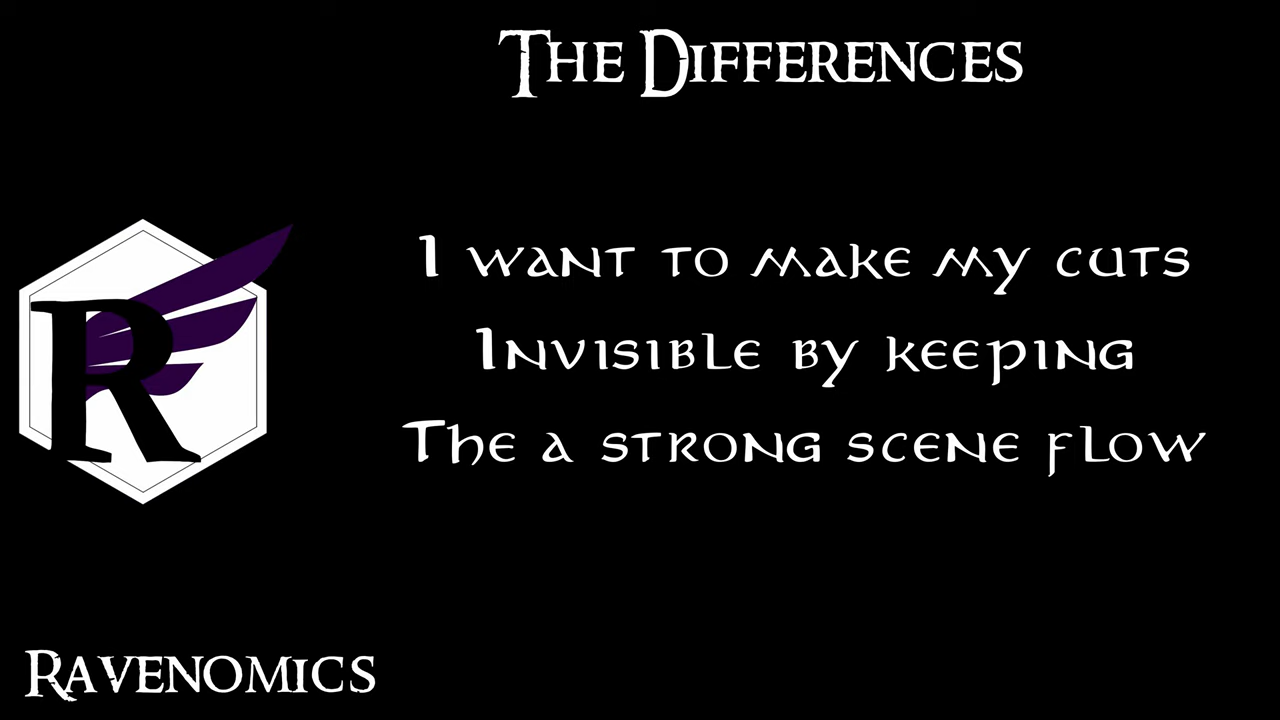 The Differences
I want to make my cuts
Invisible by keeping
The a strong scene flow
R
Ravenomics